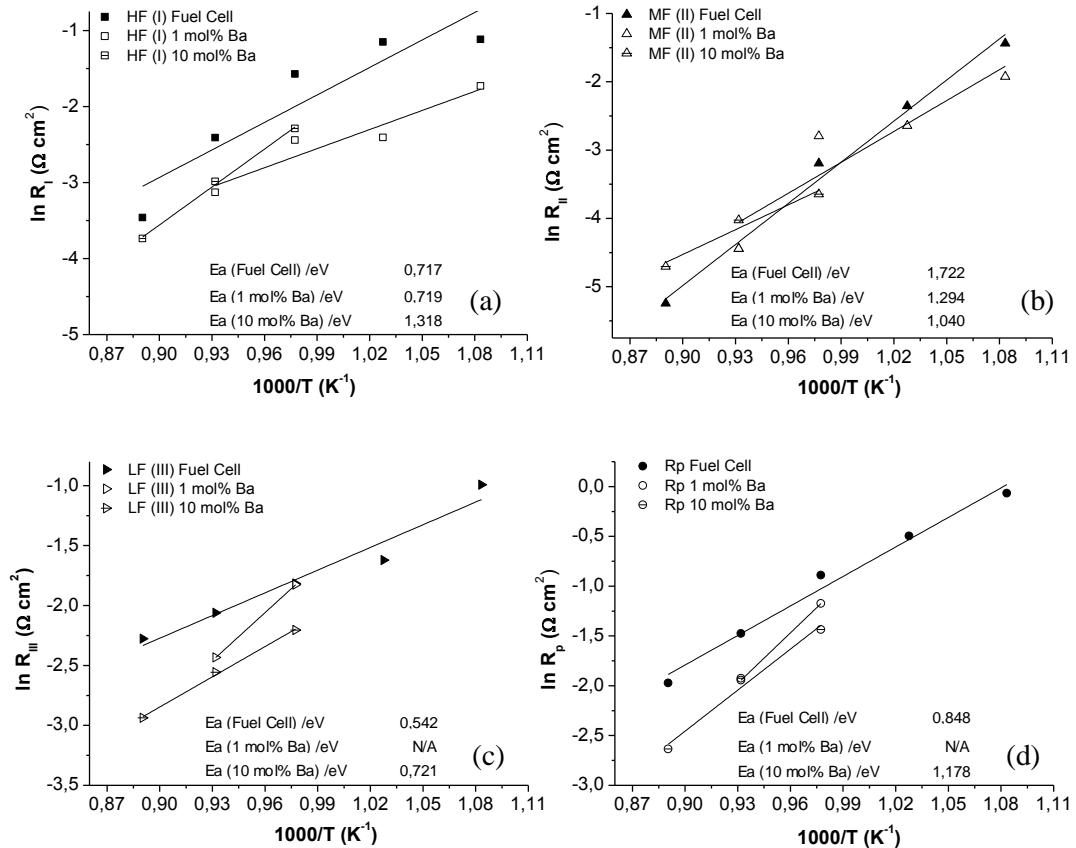 HF (I) Fuel Cell
HF (I) 1 mol% Ba
HF (I) 10 mol% Ba
-1
-2
-3
-4
-5
ln R_I (Ω cm²)
Ea (Fuel Cell) /eV 0,717
Ea (1 mol% Ba) /eV 0,719
Ea (10 mol% Ba) /eV 1,318
(a)
0,87 0,90 0,93 0,96 0,99 1,02 1,05 1,08 1,11
1000/T (K⁻¹)
MF (II) Fuel Cell
MF (II) 1 mol% Ba
MF (II) 10 mol% Ba
-1
-2
-3
-4
-5
ln R_II (Ω cm²)
Ea (Fuel Cell) /eV 1,722
Ea (1 mol% Ba) /eV 1,294
Ea (10 mol% Ba) /eV 1,040
(b)
0,87 0,90 0,93 0,96 0,99 1,02 1,05 1,08 1,11
1000/T (K⁻¹)
LF (III) Fuel Cell
LF (III) 1 mol% Ba
LF (III) 10 mol% Ba
-1,0
-1,5
-2,0
-2,5
-3,0
-3,5
ln R_III (Ω cm²)
Ea (Fuel Cell) /eV 0,542
Ea (1 mol% Ba) /eV N/A
Ea (10 mol% Ba) /eV 0,721
(c)
0,87 0,90 0,93 0,96 0,99 1,02 1,05 1,08 1,11
1000/T (K⁻¹)
Rp Fuel Cell
Rp 1 mol% Ba
Rp 10 mol% Ba
0,0
-0,5
-1,0
-1,5
-2,0
-2,5
-3,0
ln R_p (Ω cm²)
Ea (Fuel Cell) /eV 0,848
Ea (1 mol% Ba) /eV N/A
Ea (10 mol% Ba) /eV 1,178
(d)
0,87 0,90 0,93 0,96 0,99 1,02 1,05 1,08 1,11
1000/T (K⁻¹)